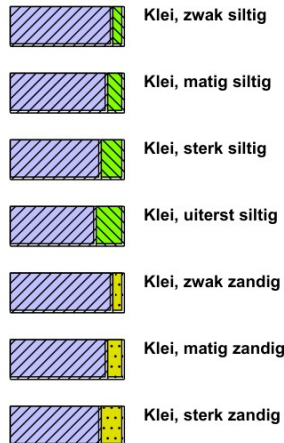 Klei, zwak siltig
Klei, matig siltig
Klei, sterk siltig
Klei, uiterst siltig
Klei, zwak zandig
Klei, matig zandig
Klei, sterk zandig